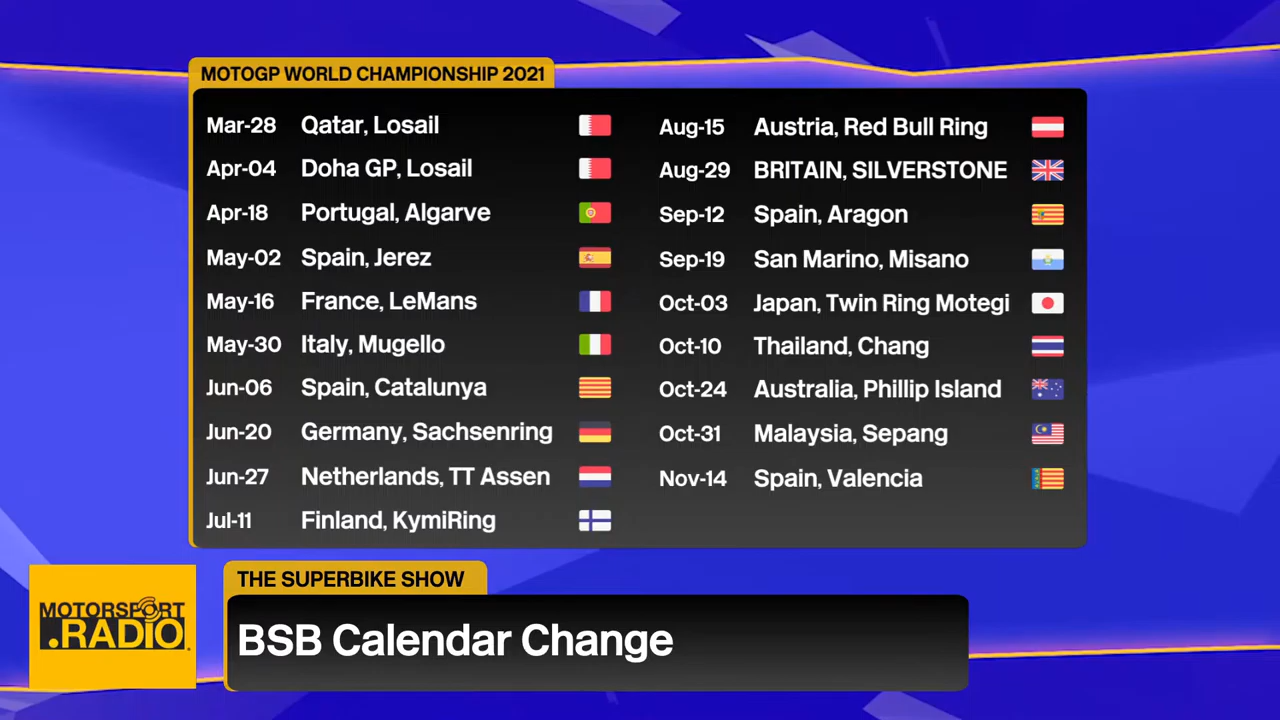 MOTOGP WORLD CHAMPIONSHIP 2021
Mar-28 Qatar, Losail
Apr-04 Doha GP, Losail
Apr-18 Portugal, Algarve
May-02 Spain, Jerez
May-16 France, LeMans
May-30 Italy, Mugello
Jun-06 Spain, Catalunya
Jun-20 Germany, Sachsenring
Jun-27 Netherlands, TT Assen
Jul-11 Finland, KymiRing
Aug-15 Austria, Red Bull Ring
Aug-29 BRITAIN, SILVERSTONE
Sep-12 Spain, Aragon
Sep-19 San Marino, Misano
Oct-03 Japan, Twin Ring Motegi
Oct-10 Thailand, Chang
Oct-24 Australia, Phillip Island
Oct-31 Malaysia, Sepang
Nov-14 Spain, Valencia
MOTORSPORT
.RADIO
THE SUPERBIKE SHOW
BSB Calendar Change